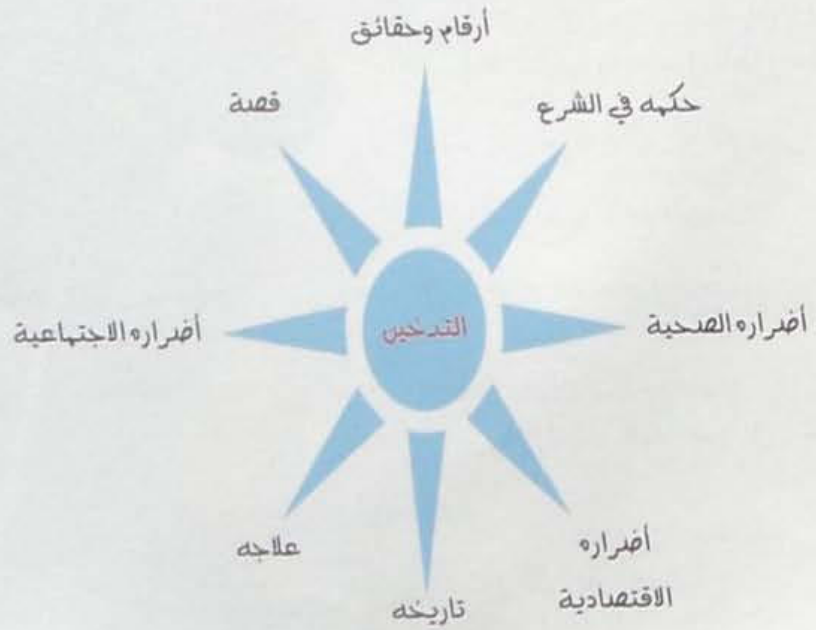 أرقام وحقائق
حكمه في الشرع
قصة
التدخين
أضراره الصحية
أضراره الاجتماعية
أضراره
الاقتصادية
علاجه
تاريخه